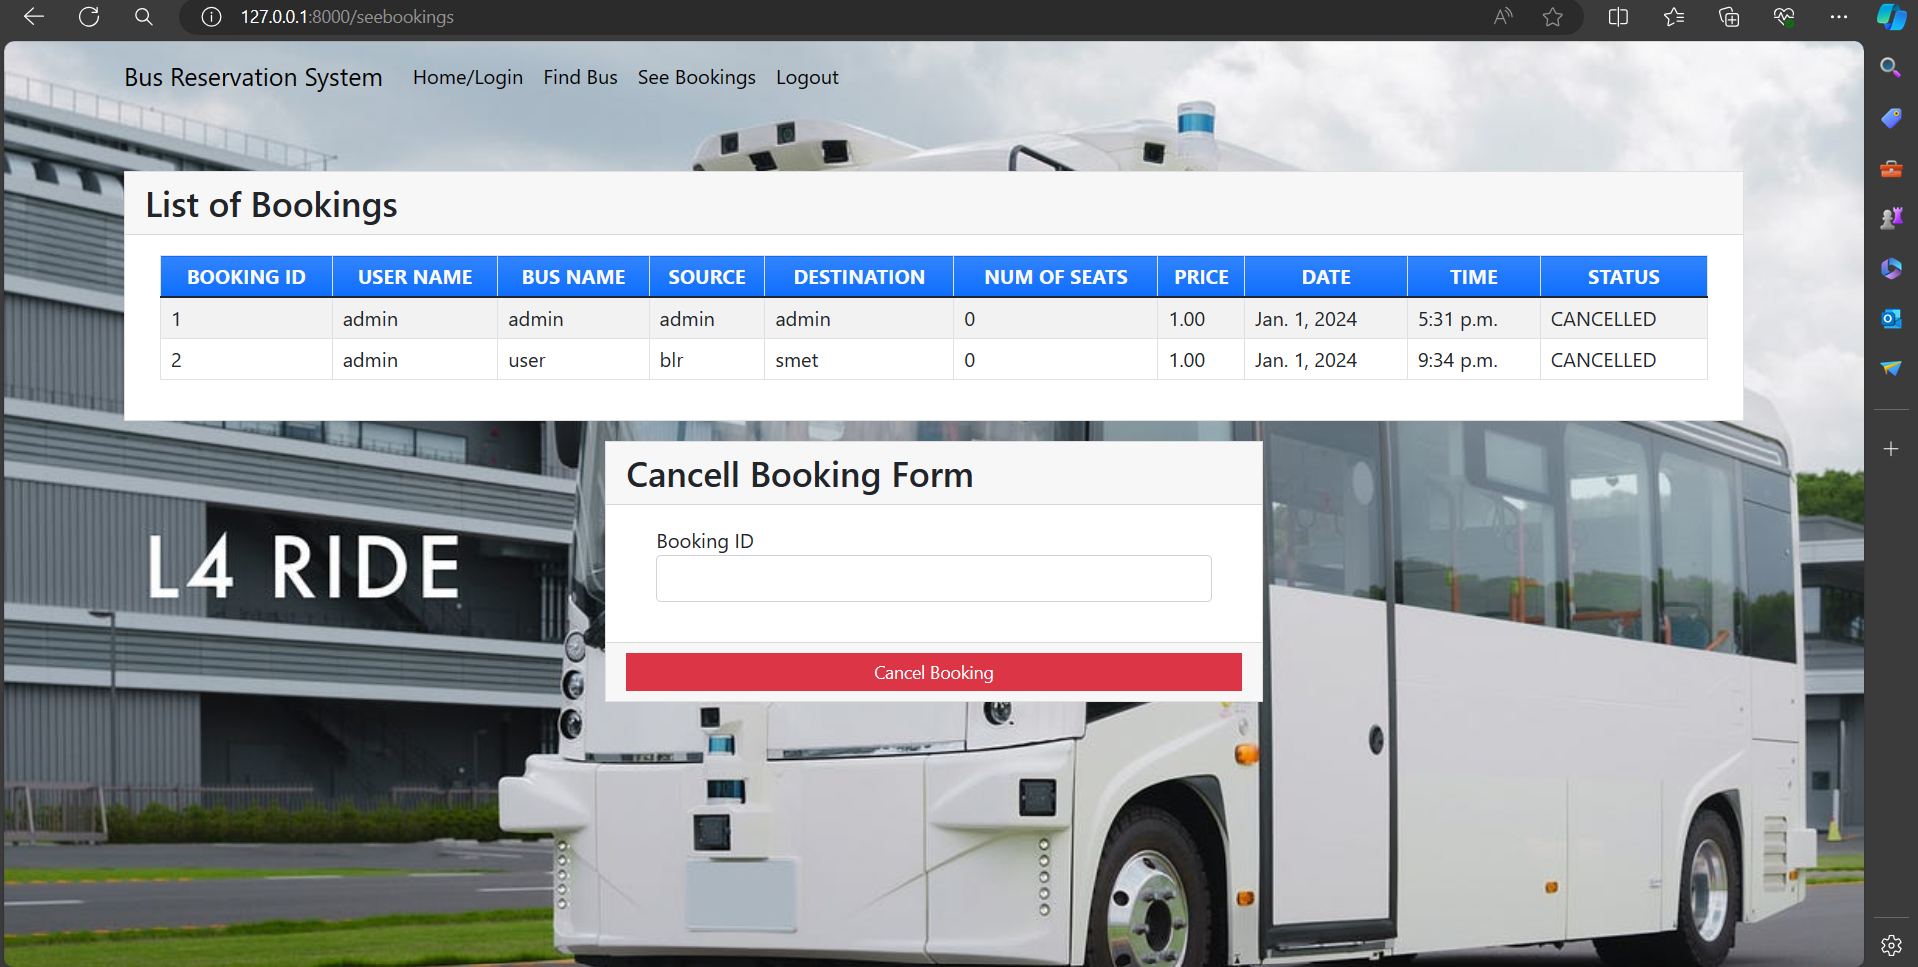 127.0.0.1:8000/seebookings
Bus Reservation System Home/Login Find Bus See Bookings Logout
List of Bookings
BOOKING ID USER NAME BUS NAME SOURCE DESTINATION NUM OF SEATS PRICE DATE TIME STATUS
1 admin admin admin admin 0 1.00 Jan. 1, 2024 5:31 p.m. CANCELLED
2 admin user blr smet 0 1.00 Jan. 1, 2024 9:34 p.m. CANCELLED
Cancell Booking Form
Booking ID
L4 RIDE
Cancel Booking